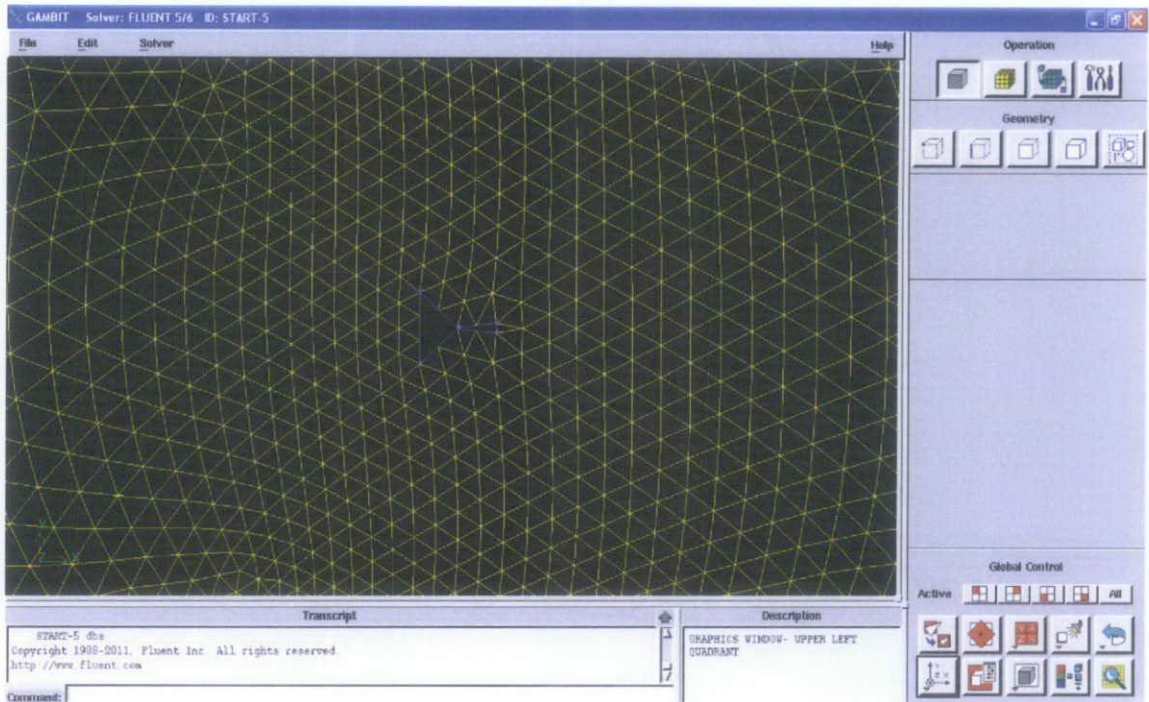 GAMBIT Solver: FLUENT 5/6 ID: START-5
File Edit Solver Help
Operation
Geometry
Global Control
Active All
Transcript
START-5 dbs
Copyright 1988-2011, Fluent Inc. All rights reserved.
http //www.fluent com
Command:
Description
GRAPHICS WINDOW- UPPER LEFT
QUADRANT